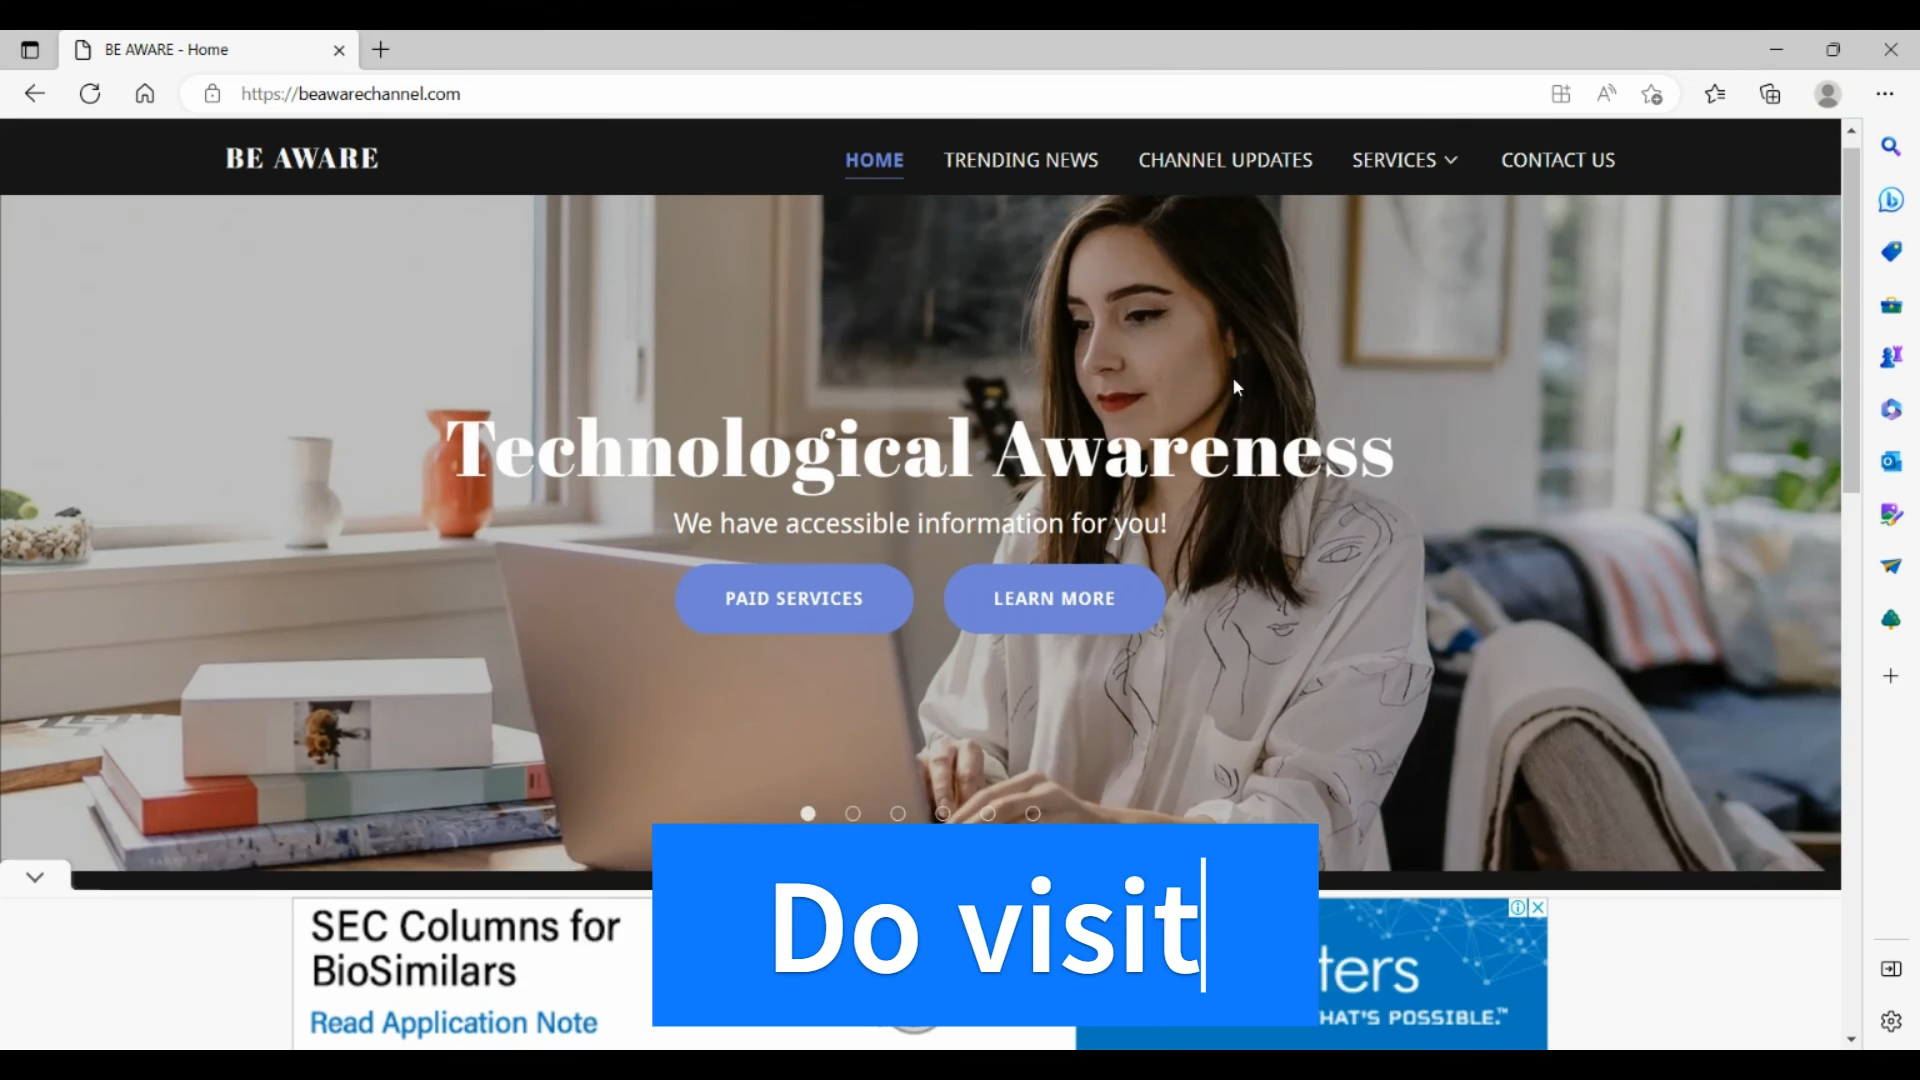 BE AWARE - Home
https://beawarechannel.com
BE AWARE
HOME
TRENDING NEWS
CHANNEL UPDATES
SERVICES
CONTACT US
Technological Awareness
We have accessible information for you!
PAID SERVICES
LEARN MORE
Do visit
SEC Columns for
BioSimilars
Read Application Note
ters
HAT'S POSSIBLE.™